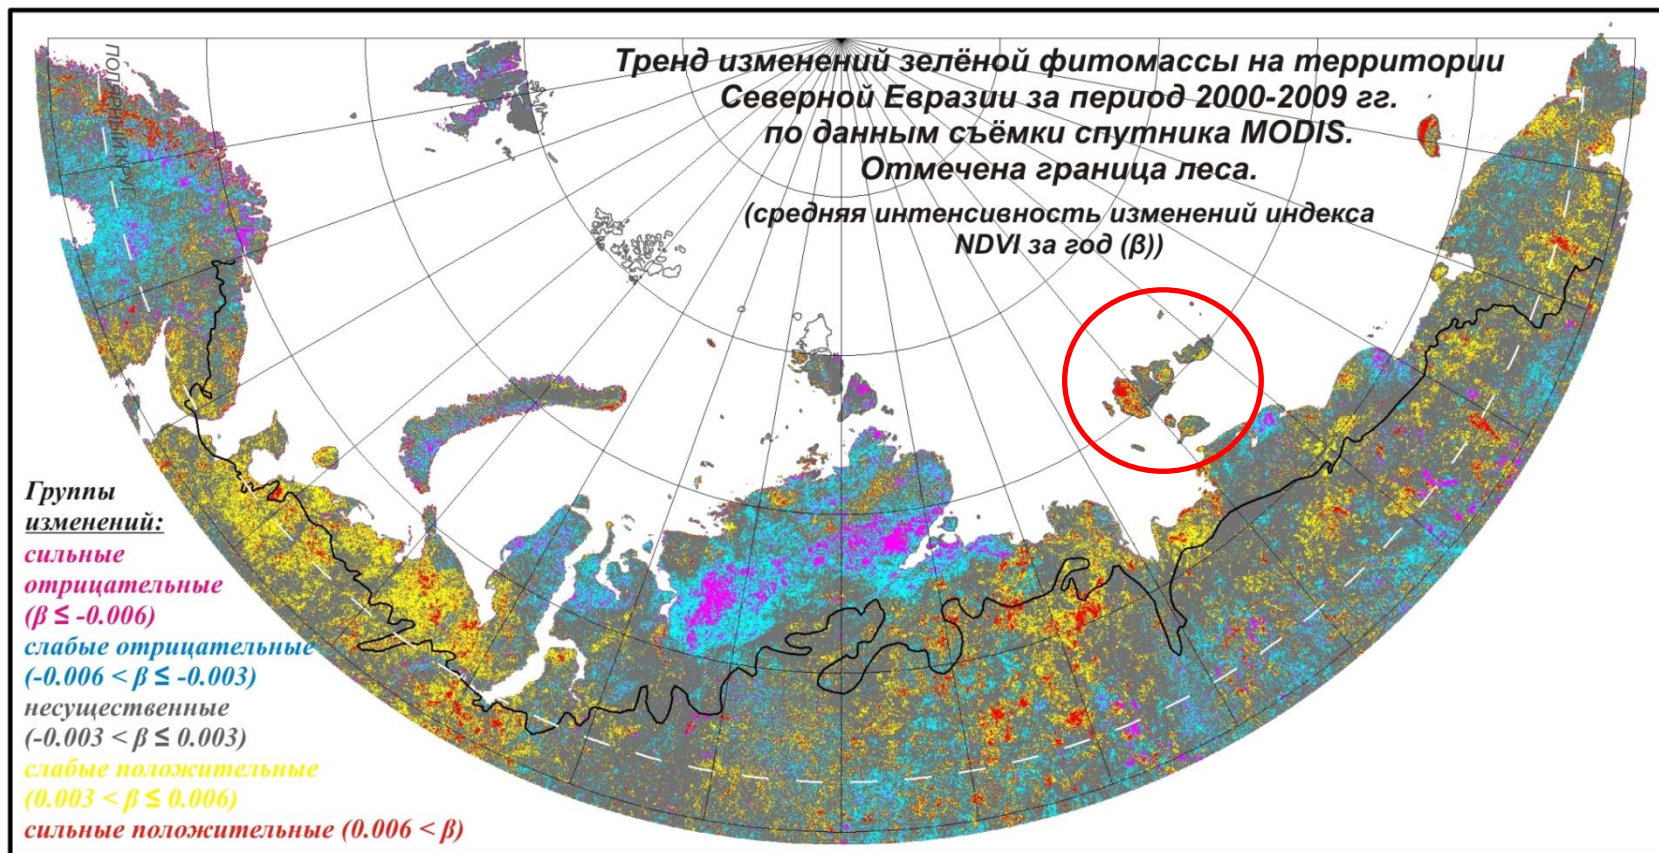 Тренд изменений зелёной фитомассы на территории
Северной Евразии за период 2000-2009 гг.
по данным съёмки спутника MODIS.
Отмечена граница леса.
(средняя интенсивность изменений индекса
NDVI за год (β))
ПОЛЯРНЫЙ КРУГ
Группы
изменений:
сильные
отрицательные
(β ≤ -0.006)
слабые отрицательные
(-0.006 < β ≤ -0.003)
несущественные
(-0.003 < β ≤ 0.003)
слабые положительные
(0.003 < β ≤ 0.006)
сильные положительные (0.006 < β)